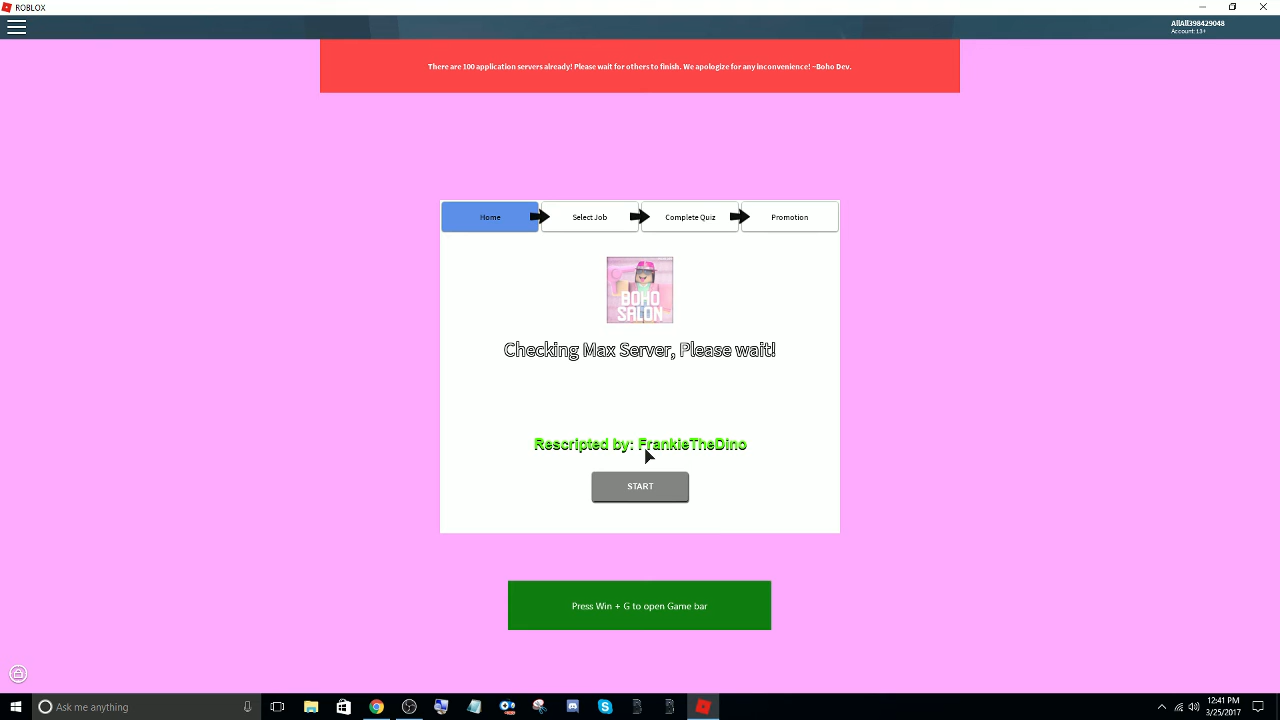 ROBLOX
AllAll398429048
Account: 13+
There are 100 application servers already! Please wait for others to finish. We apologize for any inconvenience! ~Boho Dev.
Home
Select Job
Complete Quiz
Promotion
BOHO
SALON
Checking Max Server, Please wait!
Rescripted by: FrankieTheDino
START
Press Win + G to open Game bar
Ask me anything
12:41 PM
3/25/2017